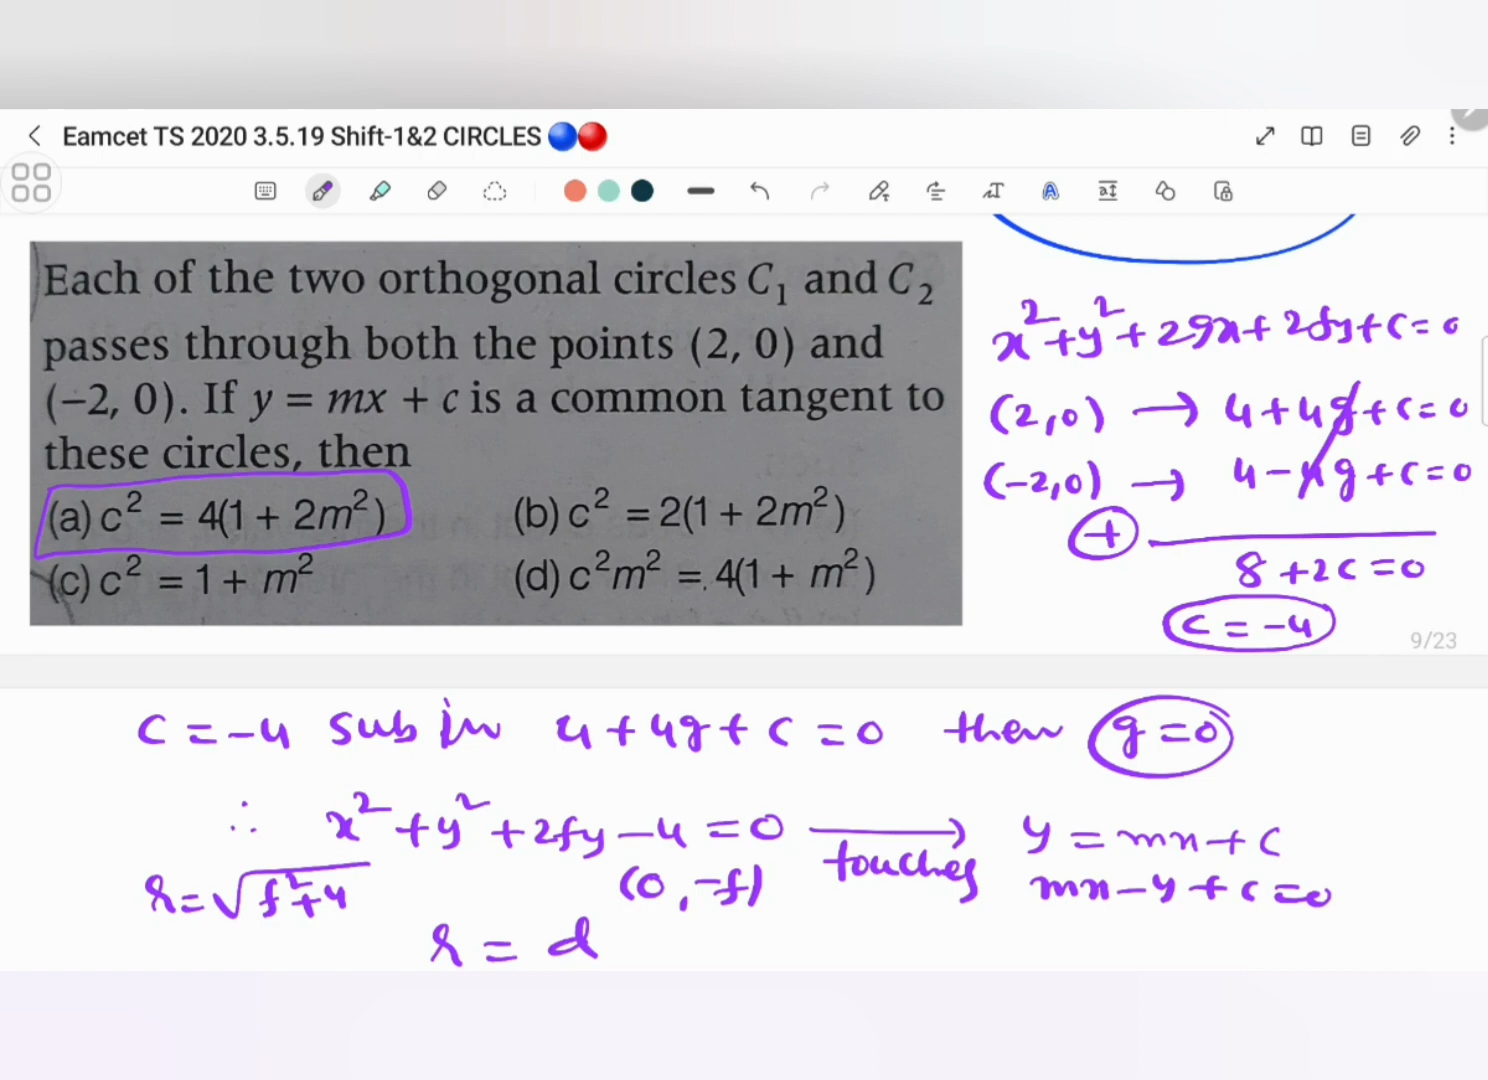 Eamcet TS 2020 3.5.19 Shift-1&2 CIRCLES
Each of the two orthogonal circles C₁ and C₂
passes through both the points (2, 0) and
(−2, 0). If y = mx + c is a common tangent to
these circles, then
(a) c² = 4(1 + 2m²) (b) c² = 2(1 + 2m²)
(c) c² = 1 + m² (d) c²m² = 4(1 + m²)
x²+y²+2gx+2fy+c=0
(2,0) → 4+4g+c=0
(-2,0) → 4-4g+c=0
+
8+2c=0
c=-4
9/23
c=-4 sub in 4+4g+c=0 then g=0
∴ x²+y²+2fy-4=0 → touches y=mx+c
r=√f²+4 (0,-f) mx-y+c=0
r = d